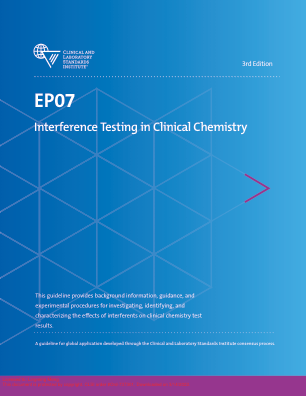 CLINICAL AND
LABORATORY
STANDARDS
INSTITUTE
3rd Edition
EP07
Interference Testing in Clinical Chemistry
This guideline provides background information, guidance, and
experimental procedures for investigating, identifying, and
characterizing the effects of interferents on clinical chemistry test
results.
A guideline for global application developed through the Clinical and Laboratory Standards Institute consensus process.